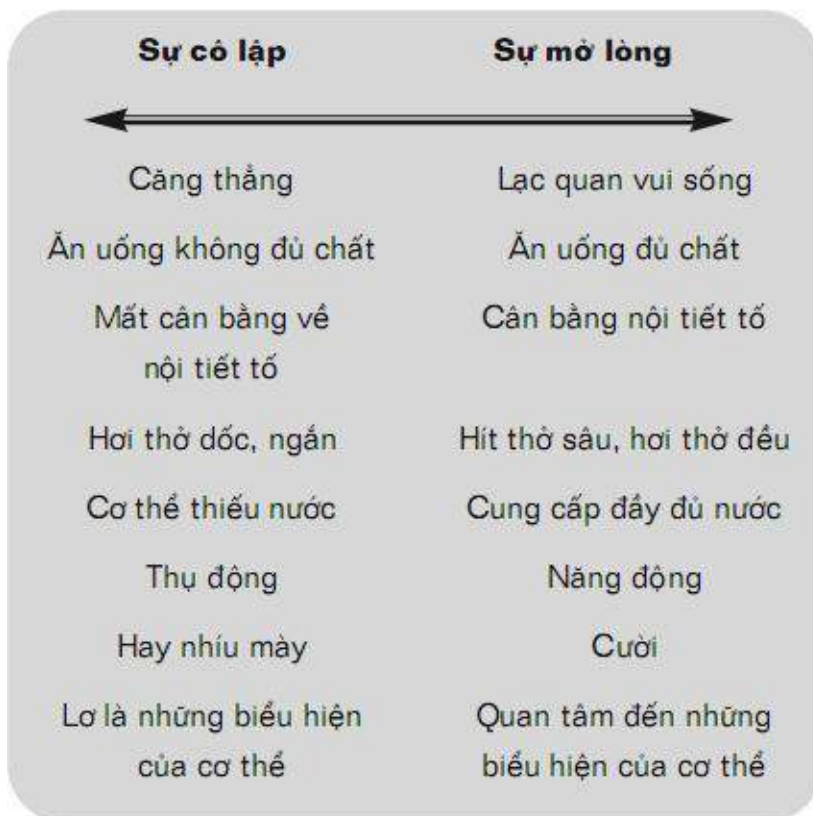 Sự cô lập Sự mở lòng
Căng thẳng Lạc quan vui sống
Ăn uống không đủ chất Ăn uống đủ chất
Mất cân bằng về Cân bằng nội tiết tố
nội tiết tố
Hơi thở dốc, ngắn Hít thở sâu, hơi thở đều
Cơ thể thiếu nước Cung cấp đầy đủ nước
Thụ động Năng động
Hay nhíu mày Cười
Lơ là những biểu hiện Quan tâm đến những
của cơ thể biểu hiện của cơ thể